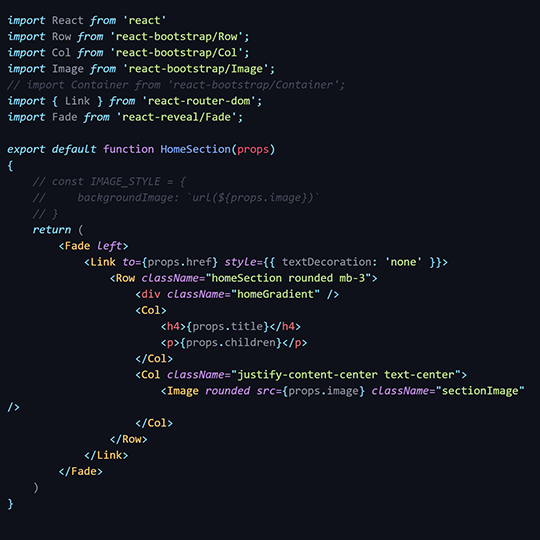 import React from 'react'
import Row from 'react-bootstrap/Row';
import Col from 'react-bootstrap/Col';
import Image from 'react-bootstrap/Image';
// import Container from 'react-bootstrap/Container';
import { Link } from 'react-router-dom';
import Fade from 'react-reveal/Fade';

export default function HomeSection(props)
{
    // const IMAGE_STYLE = {
    //     backgroundImage: `url(${props.image})`
    // }
    return (
        <Fade left>
            <Link to={props.href} style={{ textDecoration: 'none' }}>
                <Row className="homeSection rounded mb-3">
                    <div className="homeGradient" />
                    <Col>
                        <h4>{props.title}</h4>
                        <p>{props.children}</p>
                    </Col>
                    <Col className="justify-content-center text-center">
                        <Image rounded src={props.image} className="sectionImage"
/>
                    </Col>
                </Row>
            </Link>
        </Fade>
    )
}